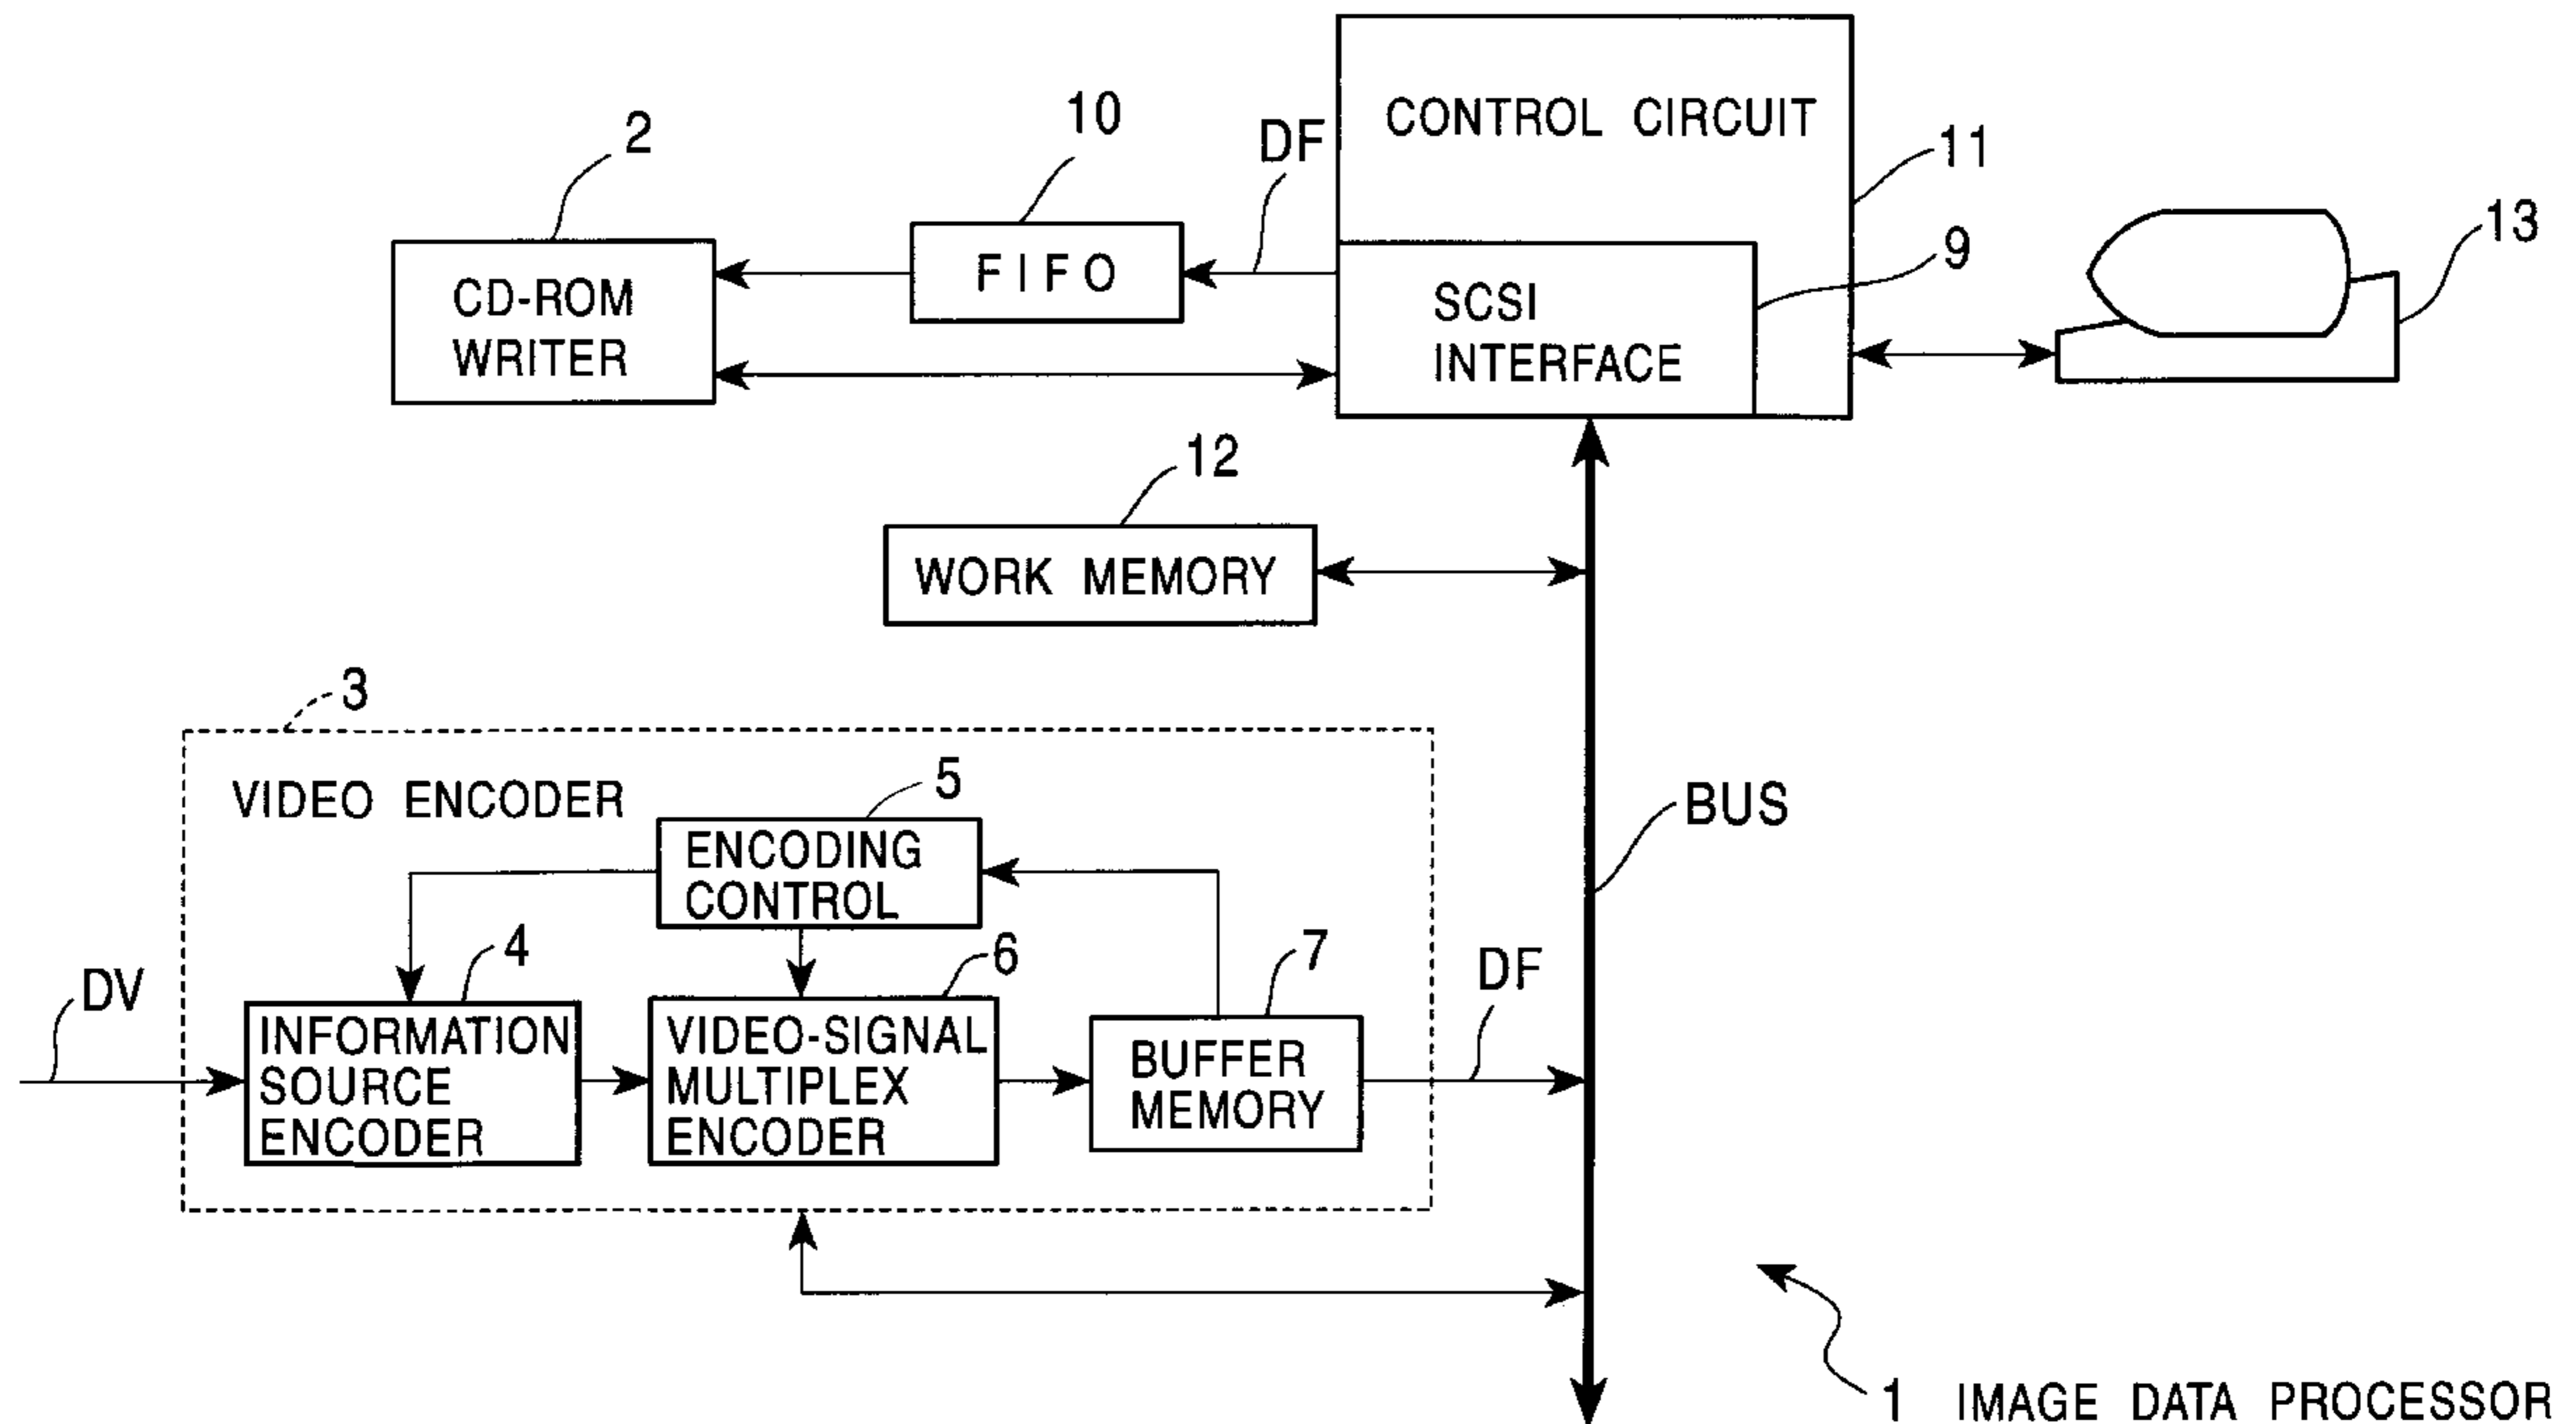 CONTROL CIRCUIT
11
10
DF
2
FIFO
CD-ROM
WRITER
SCSI
INTERFACE
9
13
12
WORK MEMORY
3
VIDEO ENCODER
5
ENCODING
CONTROL
BUS
DV
4
INFORMATION
SOURCE
ENCODER
6
VIDEO-SIGNAL
MULTIPLEX
ENCODER
7
BUFFER
MEMORY
DF
1 IMAGE DATA PROCESSOR